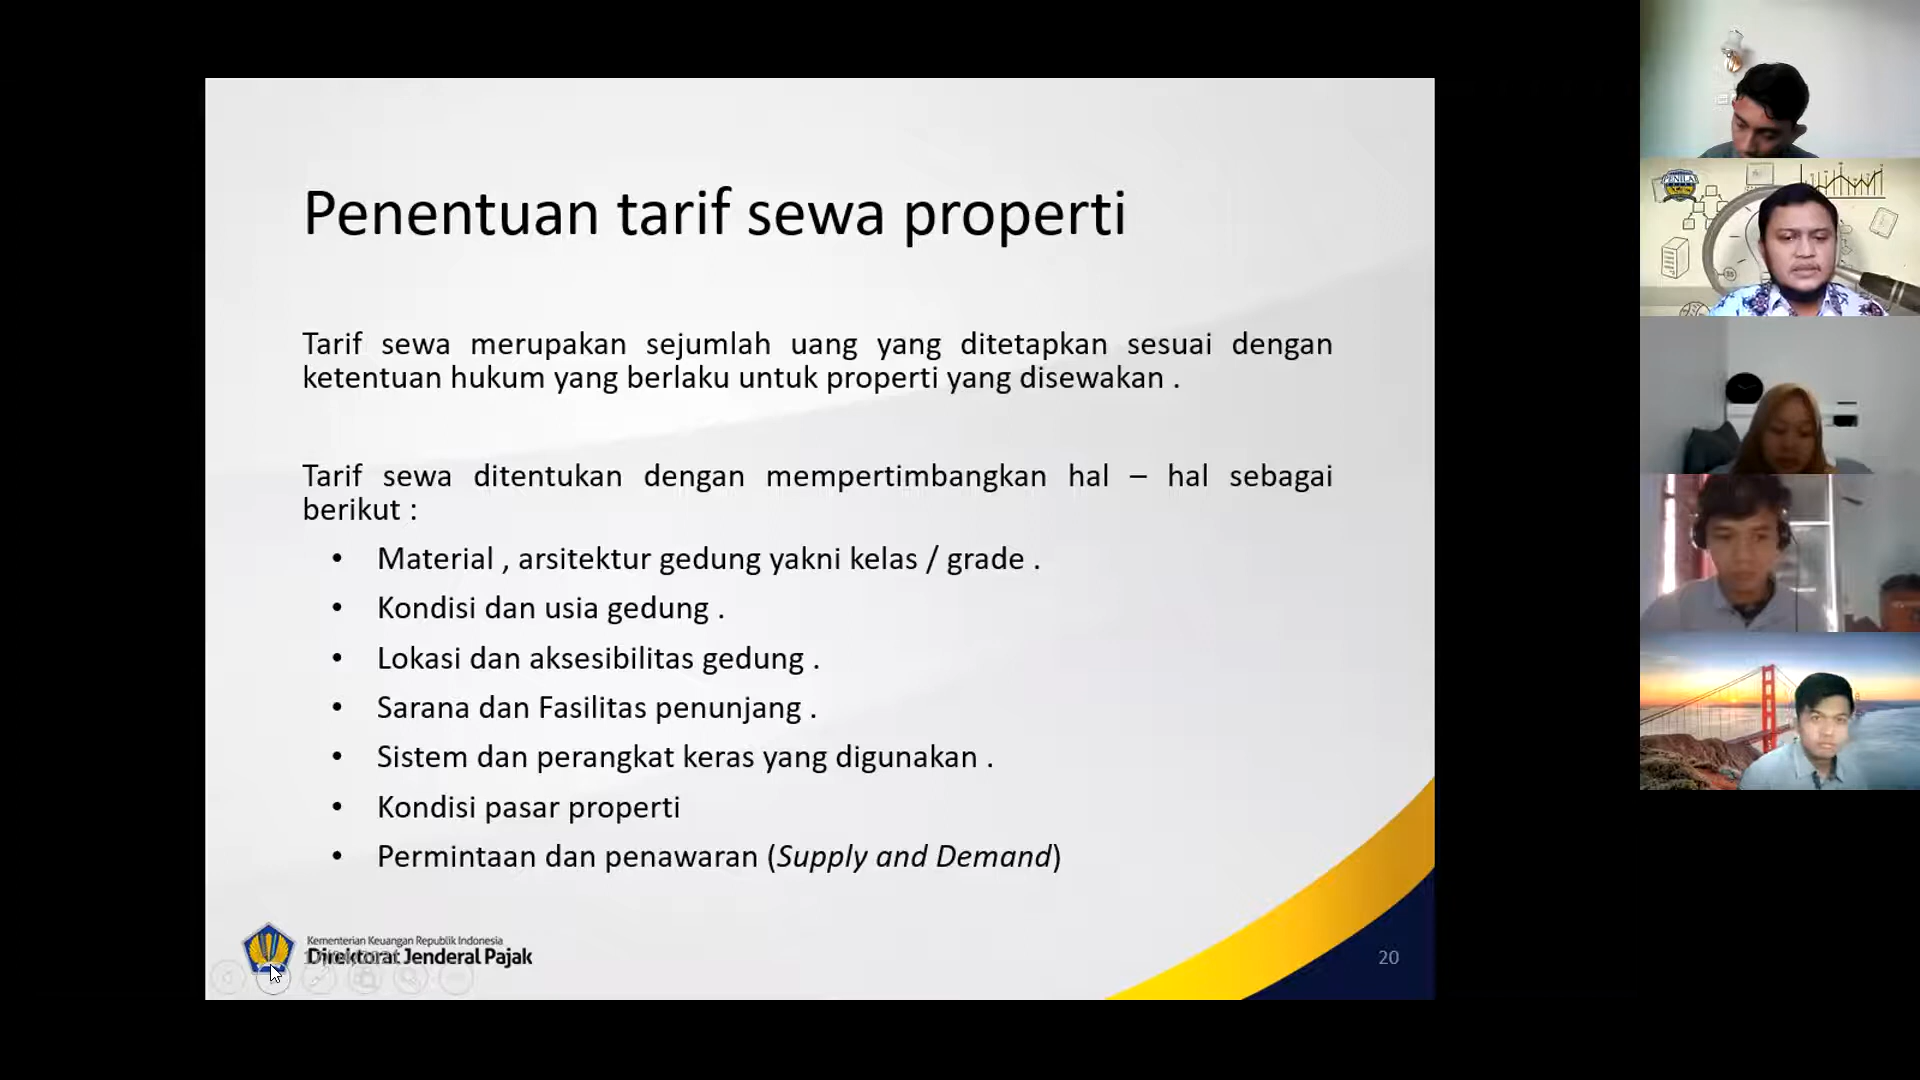 Penentuan tarif sewa properti
Tarif sewa merupakan sejumlah uang yang ditetapkan sesuai dengan
ketentuan hukum yang berlaku untuk properti yang disewakan .
Tarif sewa ditentukan dengan mempertimbangkan hal – hal sebagai
berikut :
• Material , arsitektur gedung yakni kelas / grade .
• Kondisi dan usia gedung .
• Lokasi dan aksesibilitas gedung .
• Sarana dan Fasilitas penunjang .
• Sistem dan perangkat keras yang digunakan .
• Kondisi pasar properti
• Permintaan dan penawaran (Supply and Demand)
Kementerian Keuangan Republik Indonesia
Direktorat Jenderal Pajak
20
PENILAI